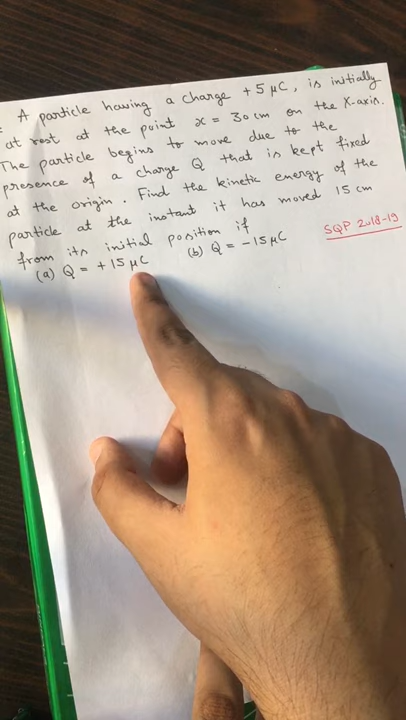 A particle having a charge +5 μC, is initially
at rest at the point x = 30 cm on the X-axis.
The particle begins to move due to the
presence of a charge Q that is kept fixed
at the origin. Find the kinetic energy of the
particle at the instant it has moved 15 cm
from its initial position if
(a) Q = +15 μC (b) Q = -15 μC
SQP 2018-19